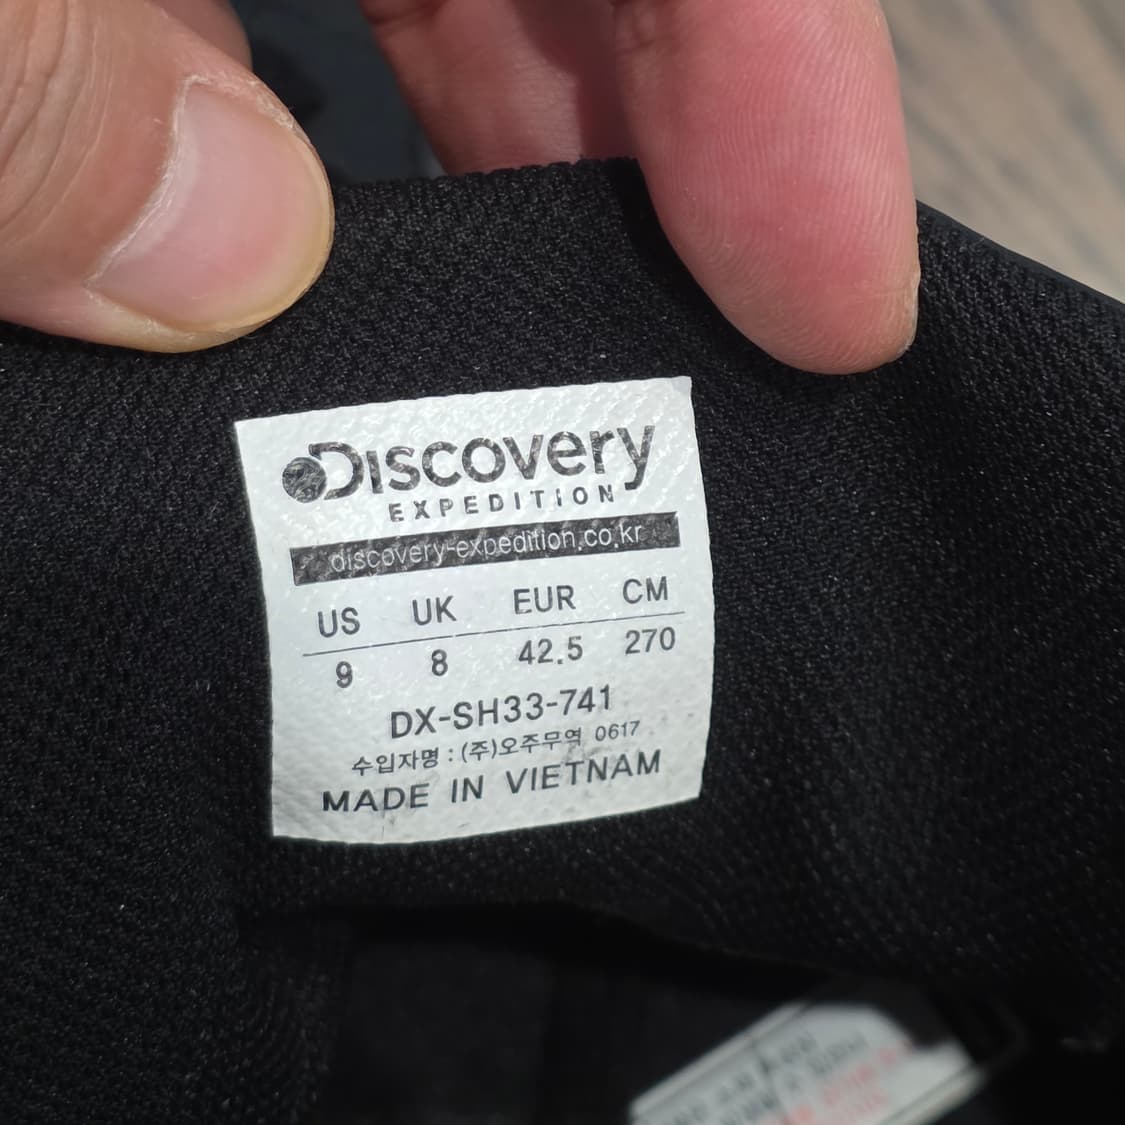 Discovery
EXPEDITION
discovery-expedition.co.kr
US UK EUR CM
9 8 42.5 270
DX-SH33-741
수입자명 : (주)오주무역 0617
MADE IN VIETNAM